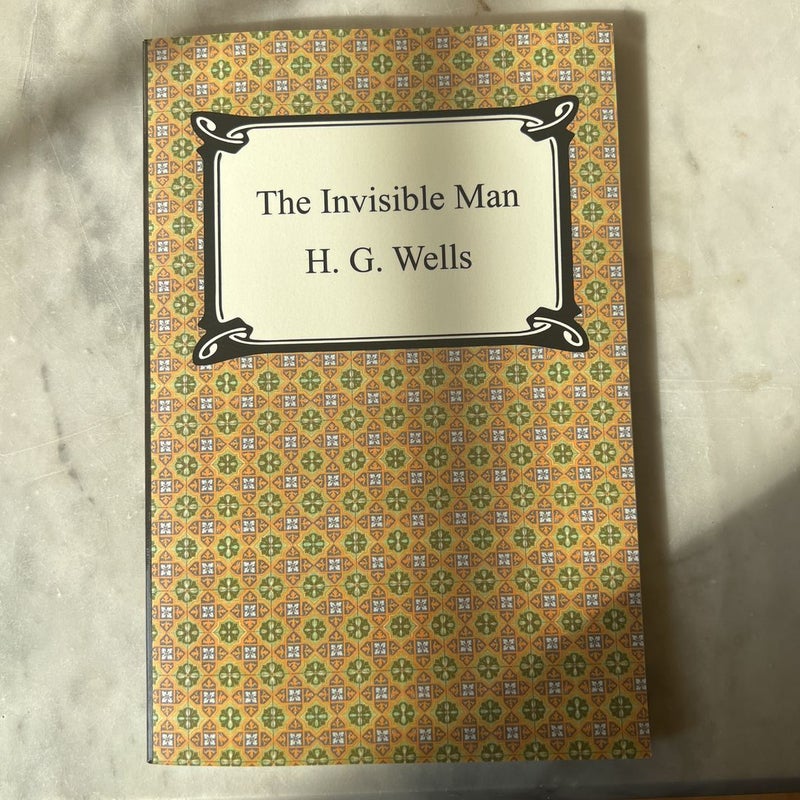 The Invisible Man
H. G. Wells